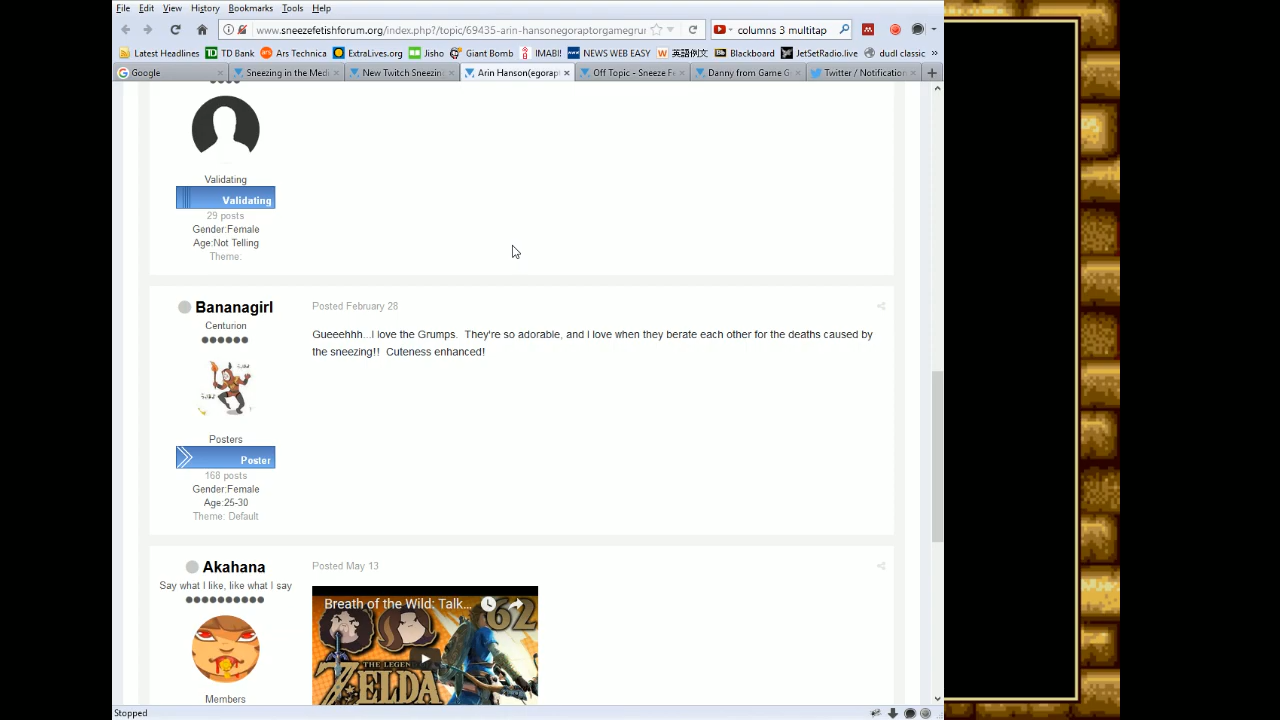 File Edit View History Bookmarks Tools Help
www.sneezefetishforum.org/index.php?/topic/69435-arin-hansonegoraptorgamegrum
columns 3 multitap
Latest Headlines TD Bank Ars Technica ExtraLives.org Jisho Giant Bomb IMABI! NEWS WEB EASY 英語例文 Blackboard JetSetRadio.live dudl classic »
Google Sneezing in the Medi New Twitch Sneezin Arin Hanson(egorapt Off Topic - Sneeze F Danny from Game G Twitter / Notification
Validating
Validating
29 posts
Gender:Female
Age:Not Telling
Theme.
Bananagirl
Posted February 28
Centurion
Gueeehhh...I love the Grumps. They're so adorable, and I love when they berate each other for the deaths caused by
the sneezing!! Cuteness enhanced!
Posters
Poster
168 posts
Gender:Female
Age:25-30
Theme: Default
Akahana
Posted May 13
Say what I like, like what I say
Breath of the Wild: Talk...
62
THE LEGEN
ZELDA
Members
Stopped